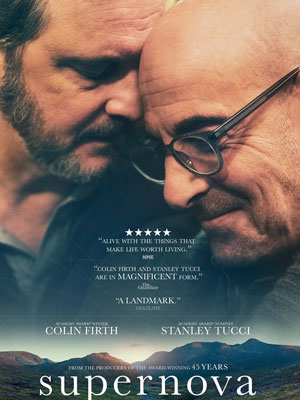 ★★★★★
"ALIVE WITH THE THINGS THAT
MAKE LIFE WORTH LIVING."
NME
"COLIN FIRTH AND STANLEY TUCCI
ARE IN MAGNIFICENT FORM."
The Guardian
"A LANDMARK."
DEADLINE
ACADEMY AWARD® WINNER
COLIN FIRTH
ACADEMY AWARD® NOMINEE
STANLEY TUCCI
FROM THE PRODUCERS OF THE AWARD-WINNING 45 YEARS
supernova